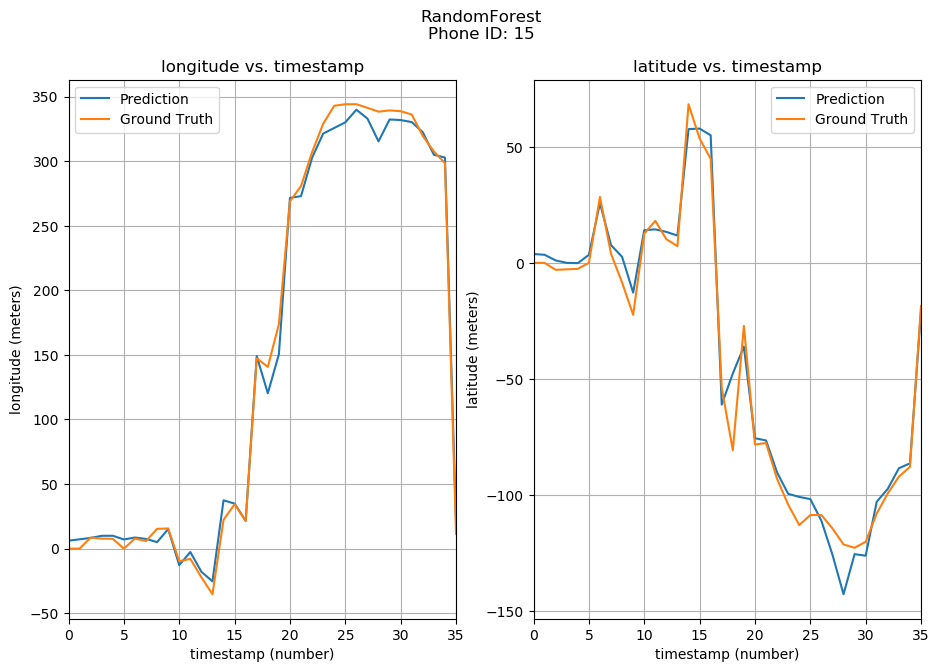 RandomForest
Phone ID: 15
longitude vs. timestamp
Prediction
Ground Truth
350
300
250
200
150
100
50
0
−50
longitude (meters)
0 5 10 15 20 25 30 35
timestamp (number)
latitude vs. timestamp
Prediction
Ground Truth
50
0
−50
−100
−150
latitude (meters)
0 5 10 15 20 25 30 35
timestamp (number)